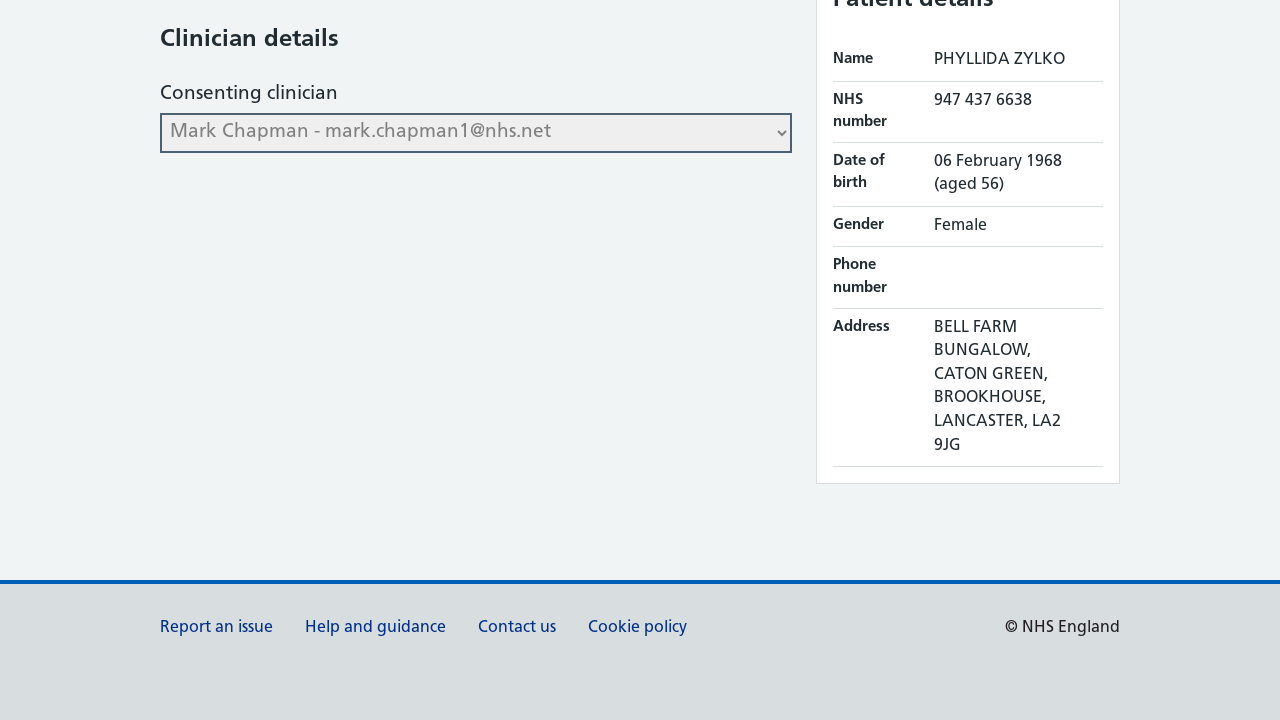 Clinician details
Consenting clinician
Mark Chapman - mark.chapman1@nhs.net
Patient details
Name
PHYLLIDA ZYLKO
NHS
number
947 437 6638
Date of
birth
06 February 1968
(aged 56)
Gender
Female
Phone
number
Address
BELL FARM
BUNGALOW,
CATON GREEN,
BROOKHOUSE,
LANCASTER, LA2
9JG
Report an issue
Help and guidance
Contact us
Cookie policy
© NHS England